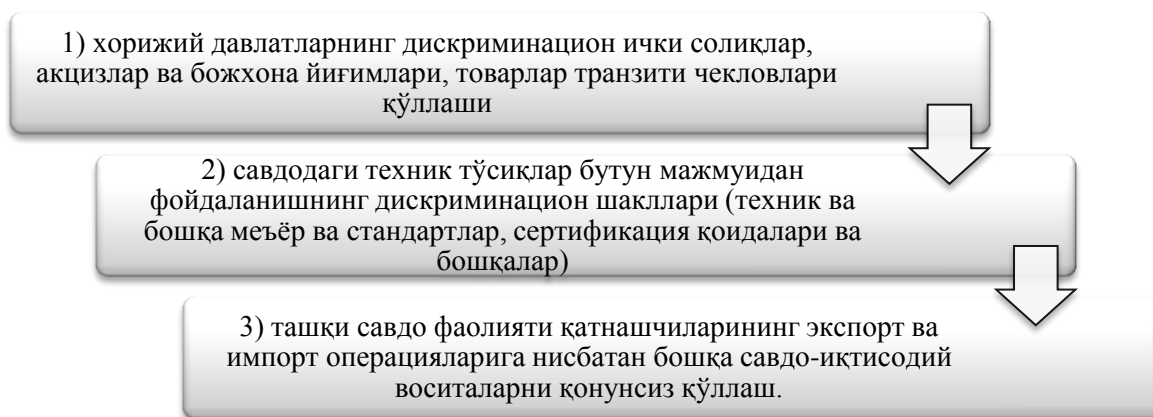 1) хорижий давлатларнинг дискриминацион ички солиқлар,
акцизлар ва божхона йиғимлари, товарлар транзити чекловлари
қўллаши
2) савдодаги техник тўсиқлар бутун мажмуидан
фойдаланишнинг дискриминацион шакллари (техник ва
бошқа меъёр ва стандартлар, сертификация қоидалари ва
бошқалар)
3) ташқи савдо фаолияти қатнашчиларининг экспорт ва
импорт операцияларига нисбатан бошқа савдо-иқтисодий
воситаларни қонунсиз қўллаш.